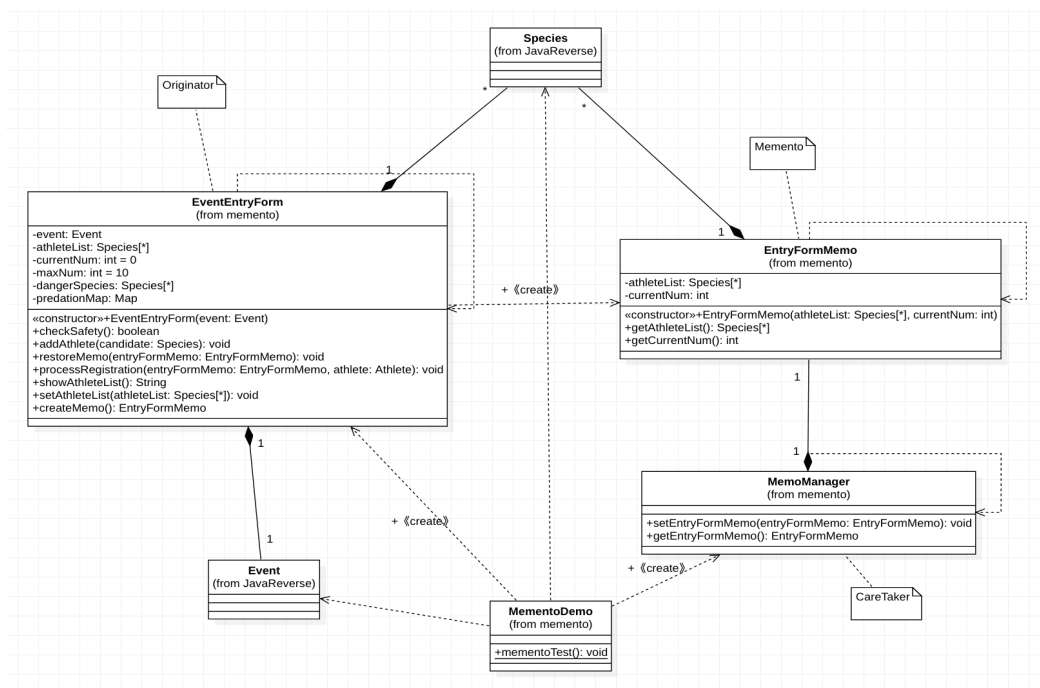 Species
(from JavaReverse)
Originator
*
*
Memento
1
EventEntryForm
(from memento)
-event: Event
-athleteList: Species[*]
-currentNum: int = 0
-maxNum: int = 10
-dangerSpecies: Species[*]
-predationMap: Map
«constructor»+EventEntryForm(event: Event)
+checkSafety(): boolean
+addAthlete(candidate: Species): void
+restoreMemo(entryFormMemo: EntryFormMemo): void
+processRegistration(entryFormMemo: EntryFormMemo, athlete: Athlete): void
+showAthleteList(): String
+setAthleteList(athleteList: Species[*]): void
+createMemo(): EntryFormMemo
+《create》
1
EntryFormMemo
(from memento)
-athleteList: Species[*]
-currentNum: int
«constructor»+EntryFormMemo(athleteList: Species[*], currentNum: int)
+getAthleteList(): Species[*]
+getCurrentNum(): int
1
1
MemoManager
(from memento)
+setEntryFormMemo(entryFormMemo: EntryFormMemo): void
+getEntryFormMemo(): EntryFormMemo
1
+《create》
1
Event
(from JavaReverse)
+《create》
CareTaker
MementoDemo
(from memento)
+mementoTest(): void